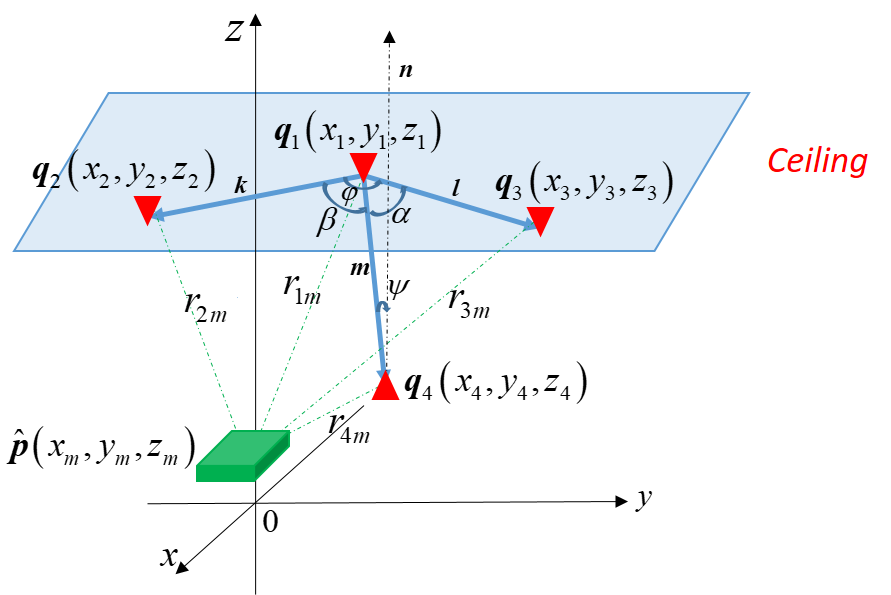 z
n
q₁(x₁, y₁, z₁)
Ceiling
q₂(x₂, y₂, z₂)
k
l
q₃(x₃, y₃, z₃)
φ
β
α
m
ψ
r₂ₘ
r₁ₘ
r₃ₘ
q₄(x₄, y₄, z₄)
r₄ₘ
p̂(xₘ, yₘ, zₘ)
y
0
x